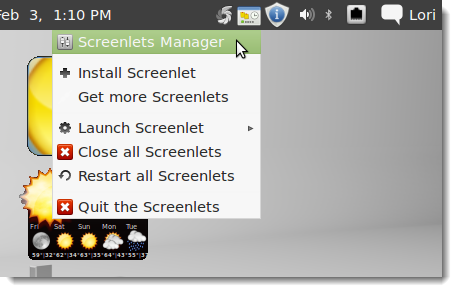 Feb 3, 1:10 PM Lori
Screenlets Manager
Install Screenlet
Get more Screenlets
Launch Screenlet
Close all Screenlets
Restart all Screenlets
Quit the Screenlets
Fri Sat Sun Mon Tue
59°|32°62°|34°63°|35°64°|43°55°|37